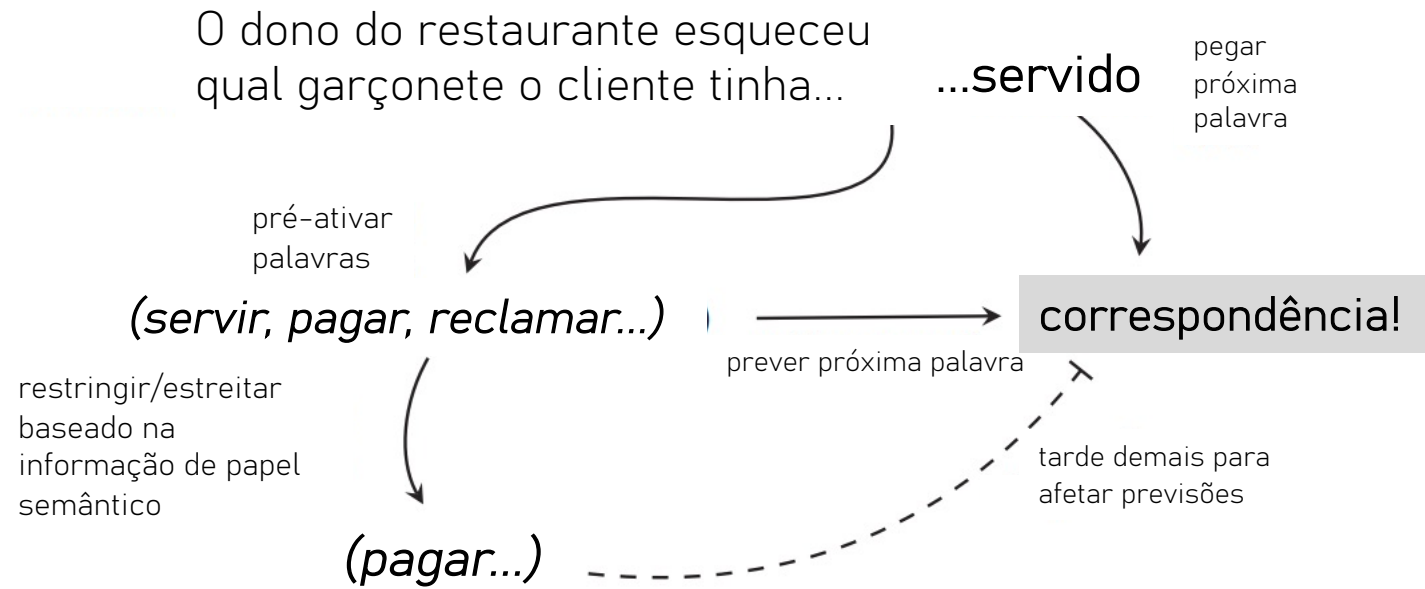 O dono do restaurante esqueceu
qual garçonete o cliente tinha...
...servido
pegar
próxima
palavra
pré-ativar
palavras
(servir, pagar, reclamar...)
correspondência!
prever próxima palavra
restringir/estreitar
baseado na
informação de papel
semântico
tarde demais para
afetar previsões
(pagar...)